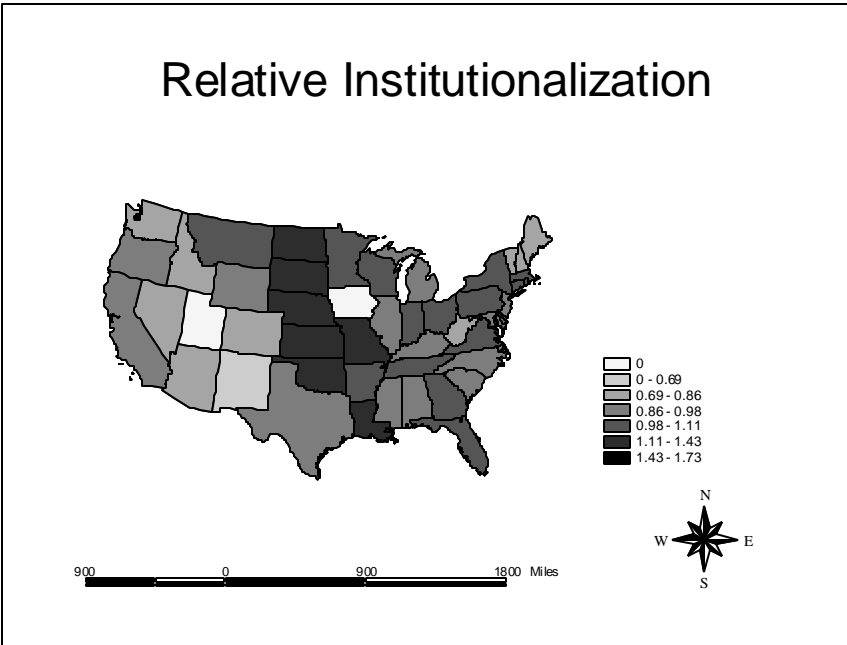 Relative Institutionalization
0
0 - 0.69
0.69 - 0.86
0.86 - 0.98
0.98 - 1.11
1.11 - 1.43
1.43 - 1.73
N
W E
S
900 0 900 1800 Miles